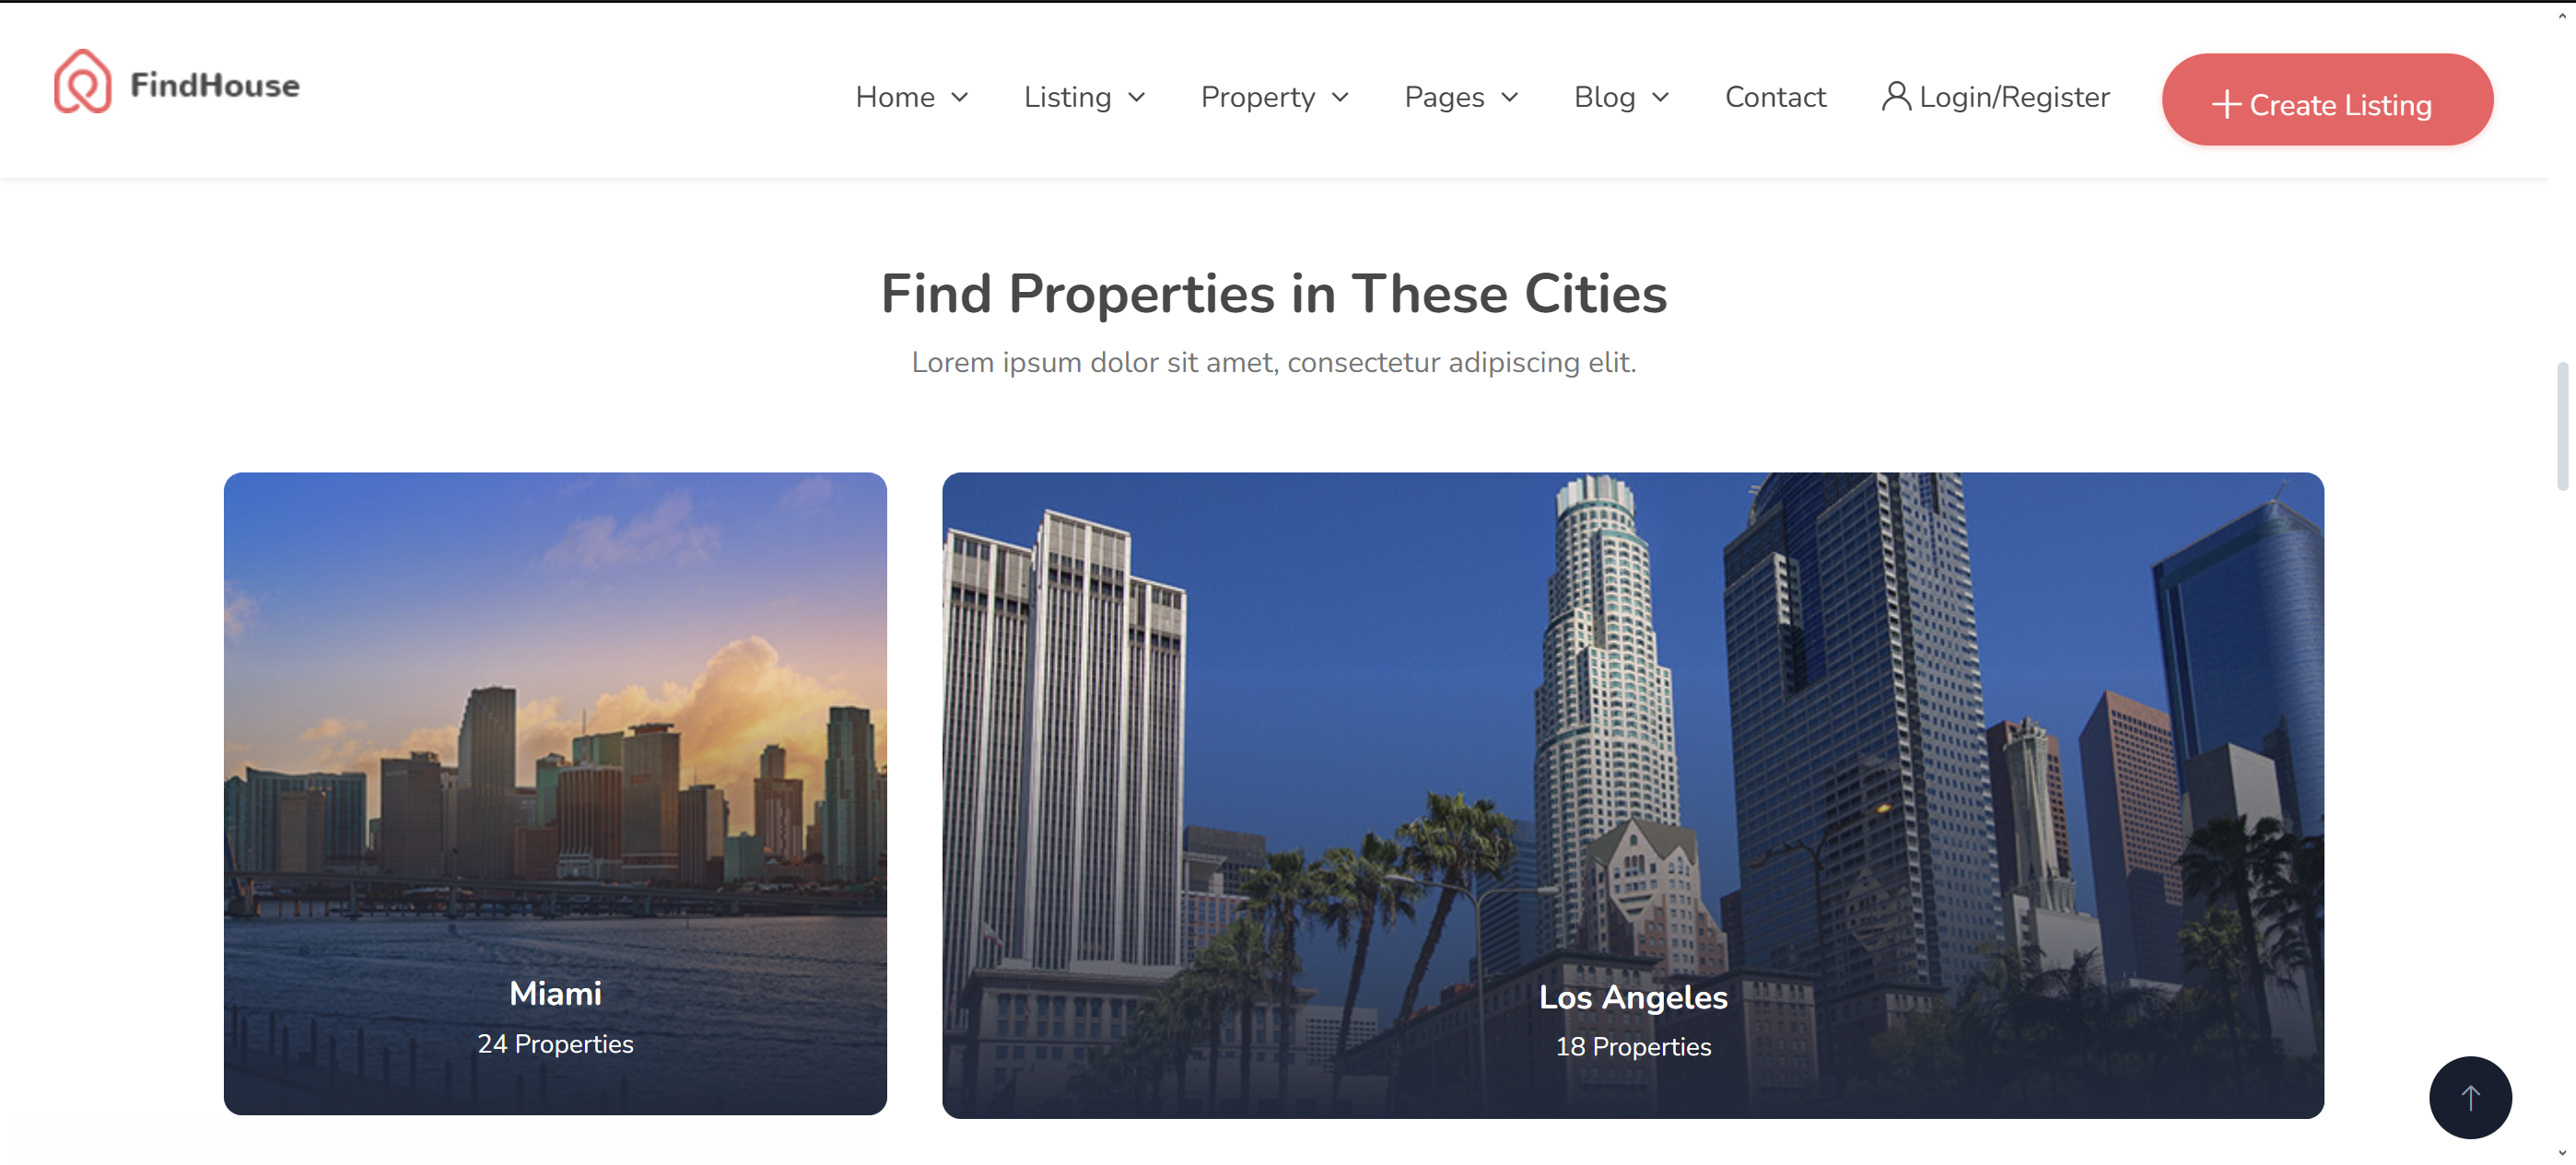 FindHouse
Home
Listing
Property
Pages
Blog
Contact
Login/Register
Create Listing
Find Properties in These Cities
Lorem ipsum dolor sit amet, consectetur adipiscing elit.
Miami
24 Properties
Los Angeles
18 Properties